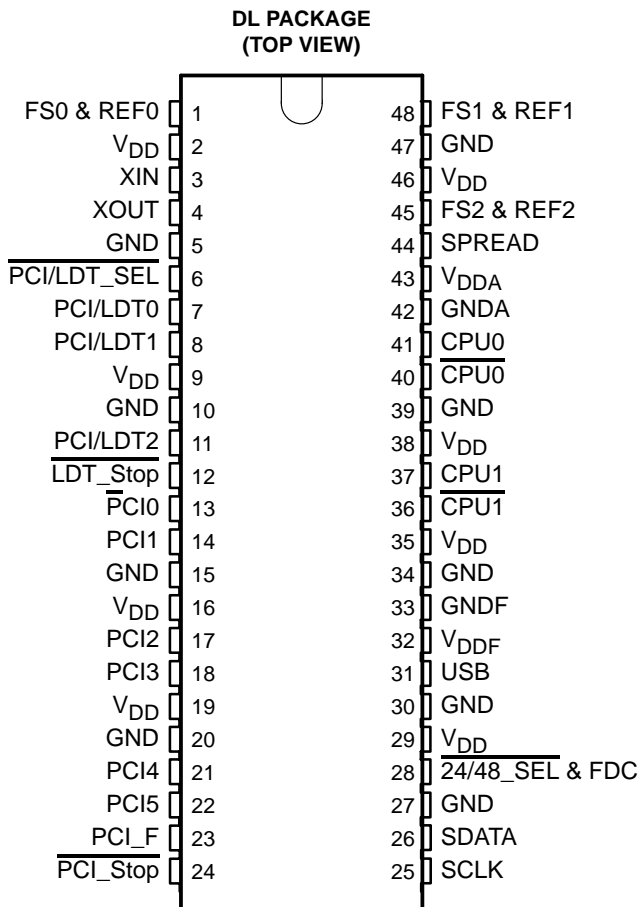 DL PACKAGE
(TOP VIEW)
FS0 & REF0 1 48 FS1 & REF1
VDD 2 47 GND
XIN 3 46 VDD
XOUT 4 45 FS2 & REF2
GND 5 44 SPREAD
PCI/LDT_SEL 6 43 VDDA
PCI/LDT0 7 42 GNDA
PCI/LDT1 8 41 CPU0
VDD 9 40 CPU0
GND 10 39 GND
PCI/LDT2 11 38 VDD
LDT_Stop 12 37 CPU1
PCI0 13 36 CPU1
PCI1 14 35 VDD
GND 15 34 GND
VDD 16 33 GNDF
PCI2 17 32 VDDF
PCI3 18 31 USB
VDD 19 30 GND
GND 20 29 VDD
PCI4 21 28 24/48_SEL & FDC
PCI5 22 27 GND
PCI_F 23 26 SDATA
PCI_Stop 24 25 SCLK